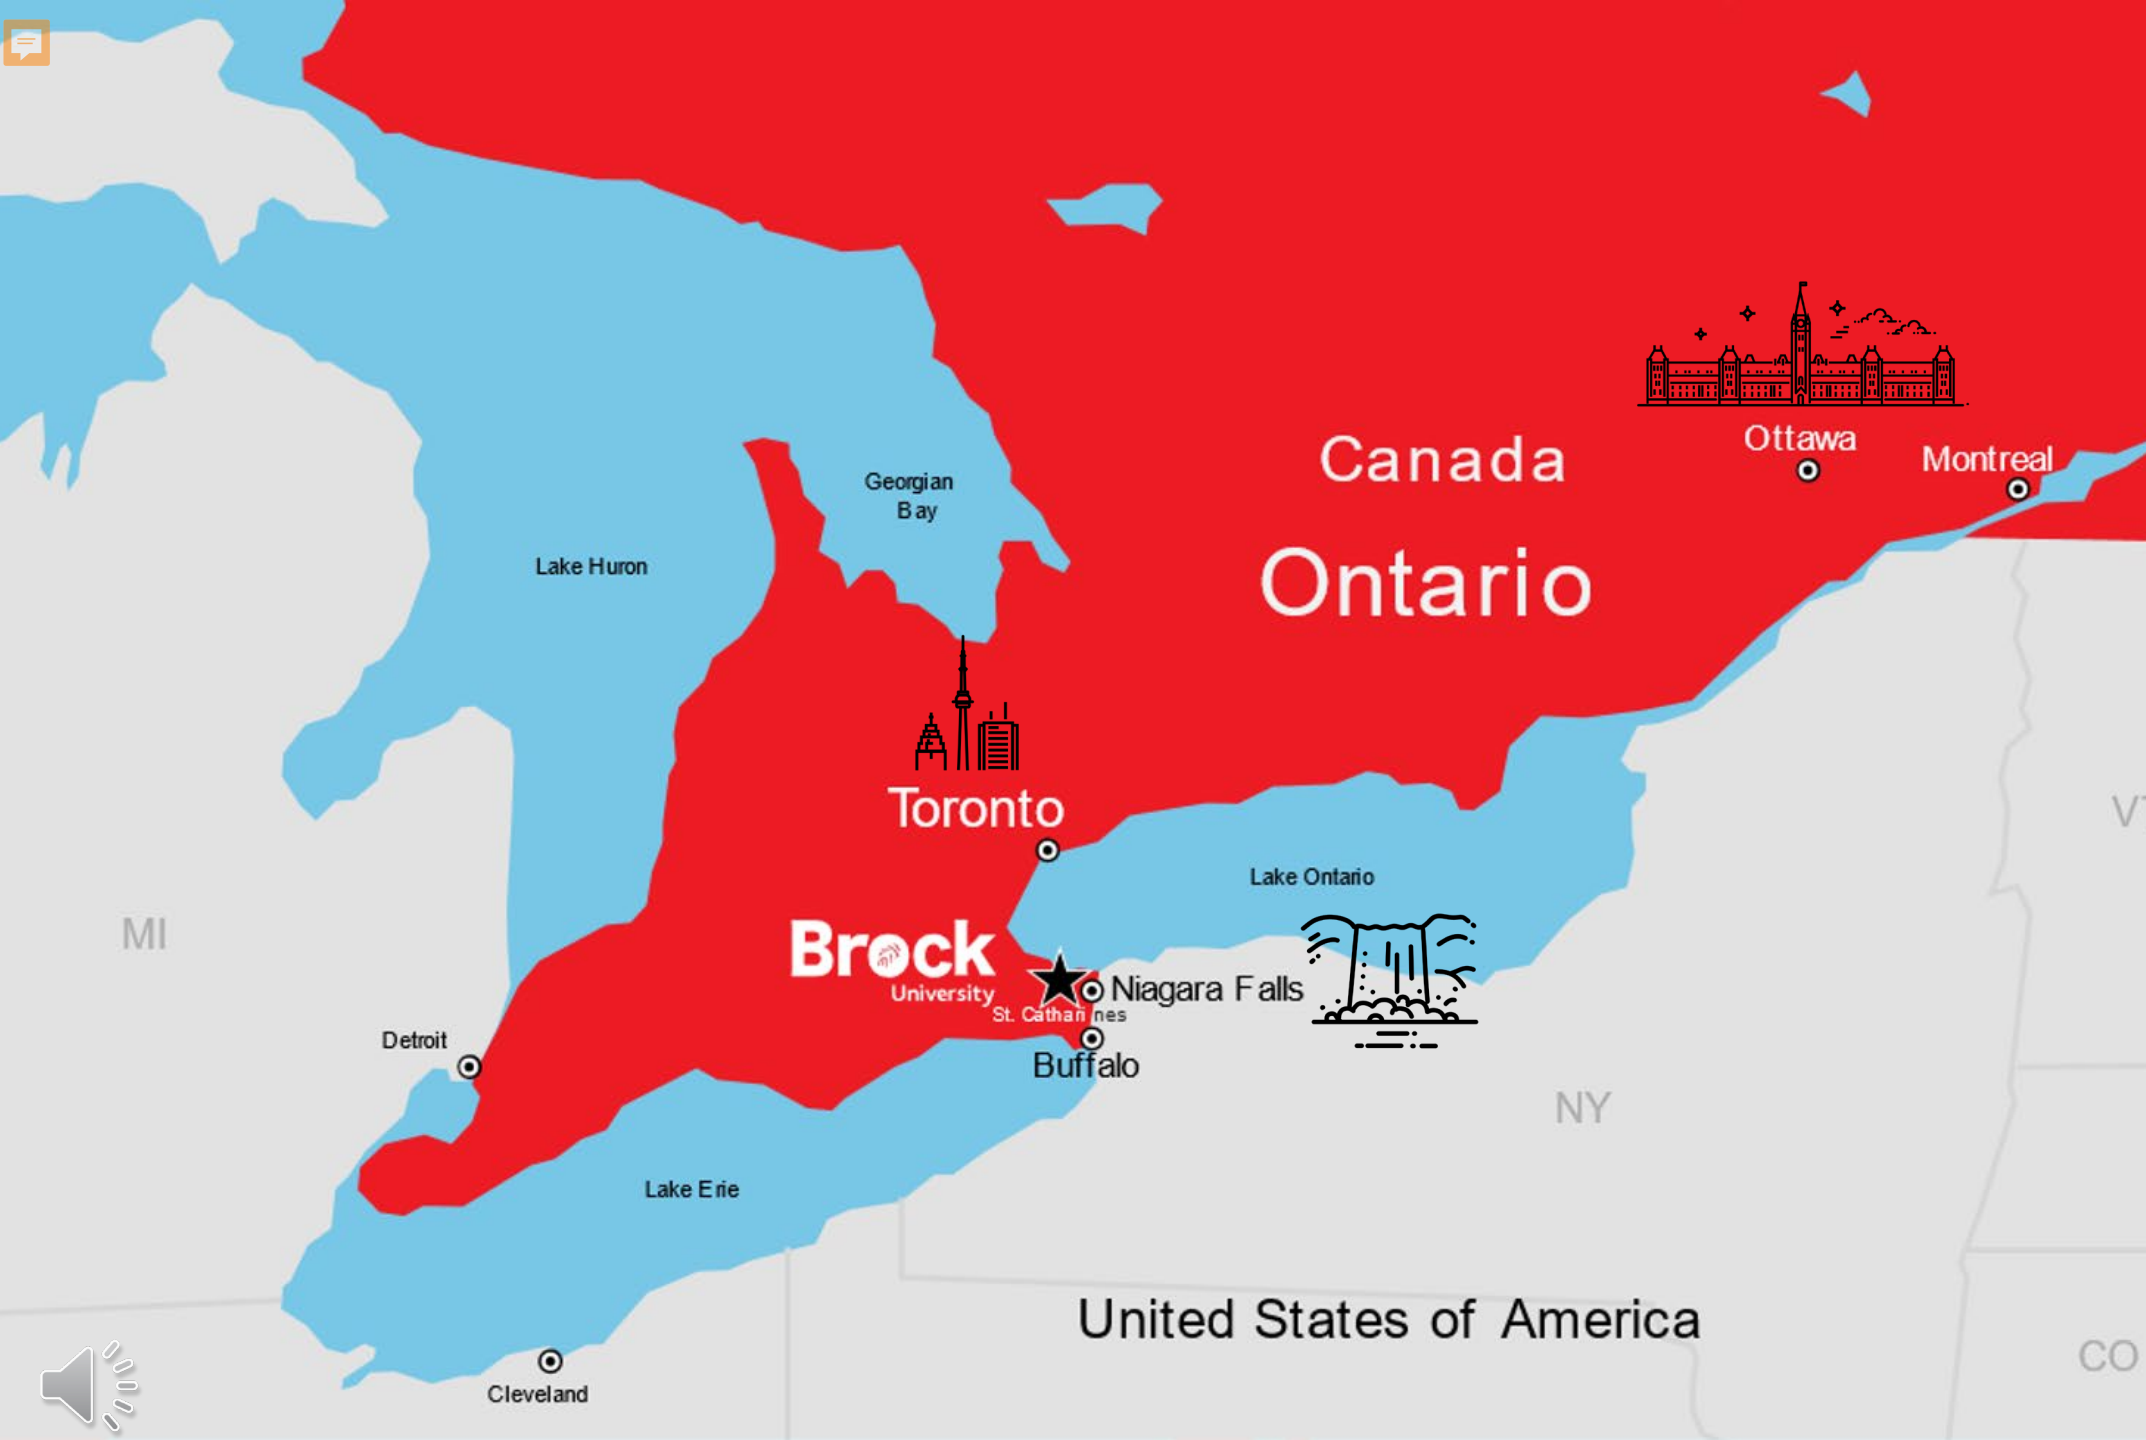 Canada
Ottawa
Montreal
Georgian
Bay
Ontario
Lake Huron
Toronto
Lake Ontario
MI
Brock
University
Niagara Falls
St. Catharines
Buffalo
Detroit
NY
Lake Erie
United States of America
Cleveland
VT
CO